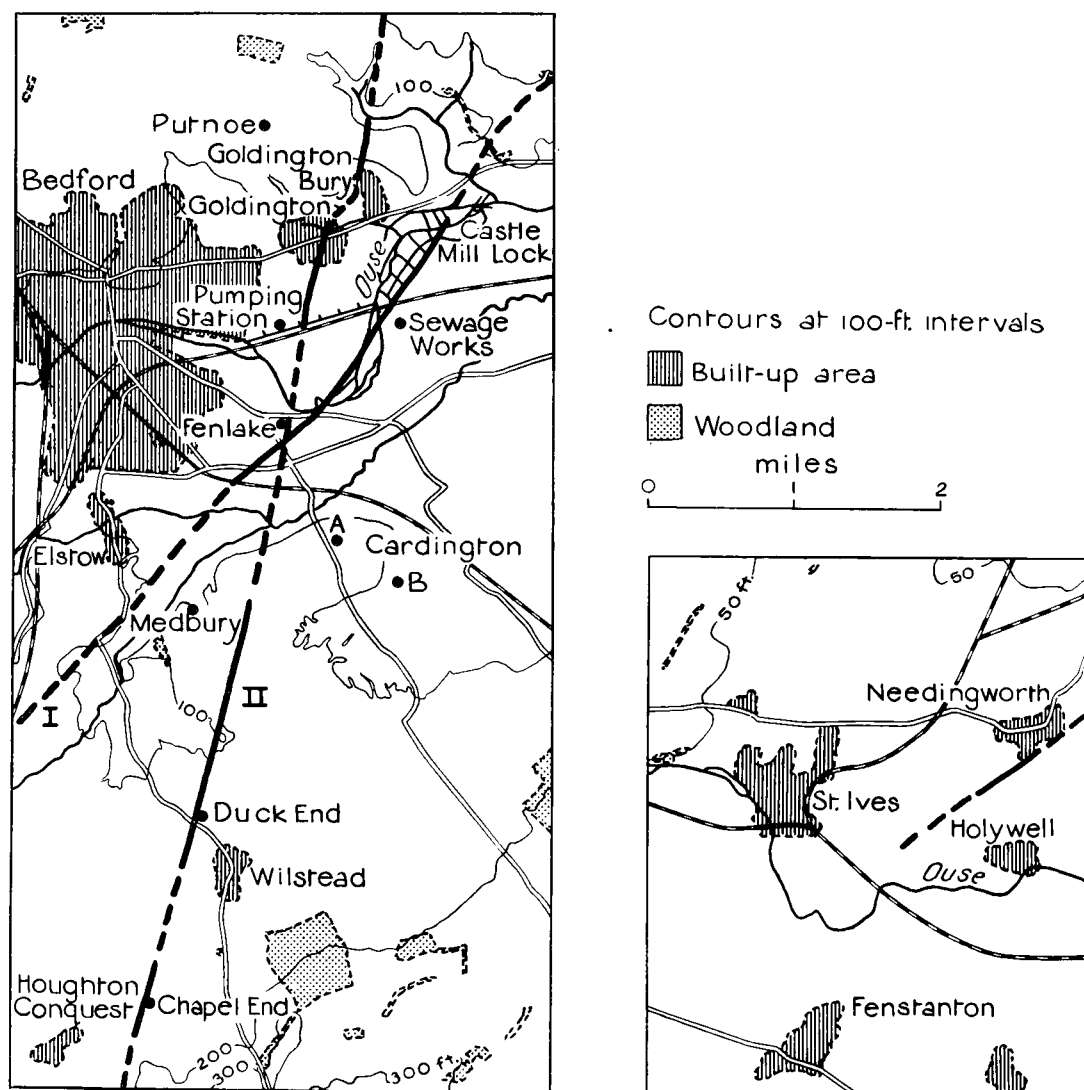 100
Putnoe
Goldington
Bury
Bedford
Goldington
Castle
Mill Lock
Ouse
Pumping
Station
Sewage
Works
Fenlake
A
Cardington
B
Elstow
Medbury
I
II
100
Duck End
Wilstead
Houghton
Conquest
Chapel End
200
300
300 ft.
Contours at 100-ft intervals
Built-up area
Woodland
miles
0
2
50
50 ft.
Needingworth
St. Ives
Holywell
Ouse
Fenstanton